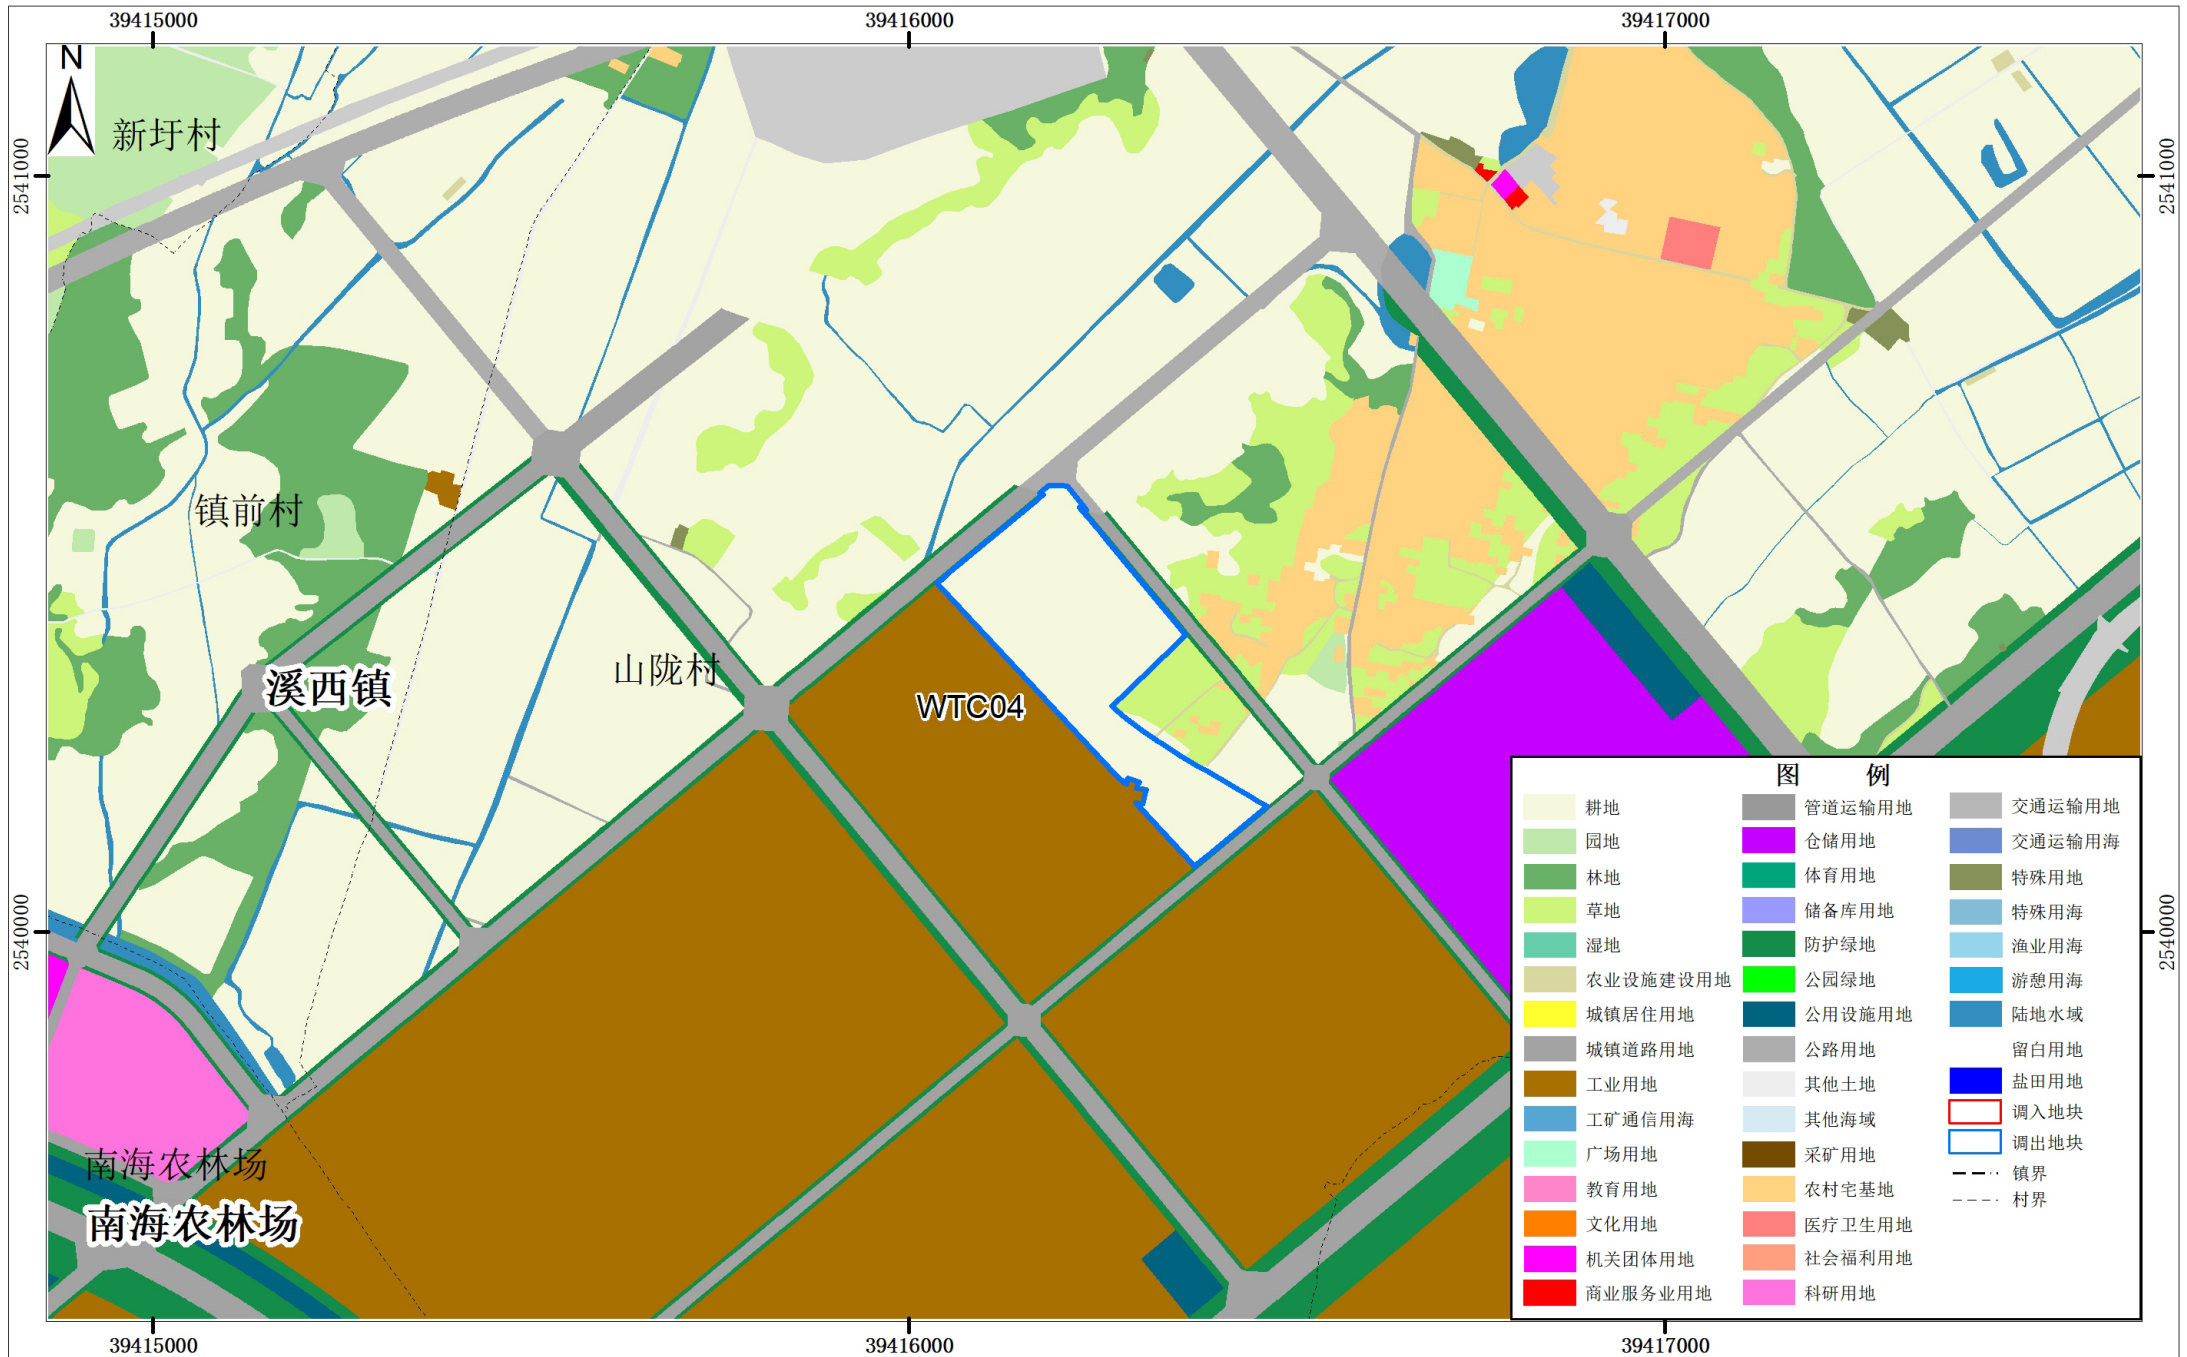 39415000
39416000
39417000
N
新圩村
2541000
2541000
镇前村
山陇村
溪西镇
WTC04
2540000
2540000
南海农林场
南海农林场
图 例
耕地
园地
林地
草地
湿地
农业设施建设用地
城镇居住用地
城镇道路用地
工业用地
工矿通信用海
广场用地
教育用地
文化用地
机关团体用地
商业服务业用地
管道运输用地
仓储用地
体育用地
储备库用地
防护绿地
公园绿地
公用设施用地
公路用地
其他土地
其他海域
采矿用地
农村宅基地
医疗卫生用地
社会福利用地
科研用地
交通运输用地
交通运输用海
特殊用地
特殊用海
渔业用海
游憩用海
陆地水域
留白用地
盐田用地
调入地块
调出地块
镇界
村界
39415000
39416000
39417000